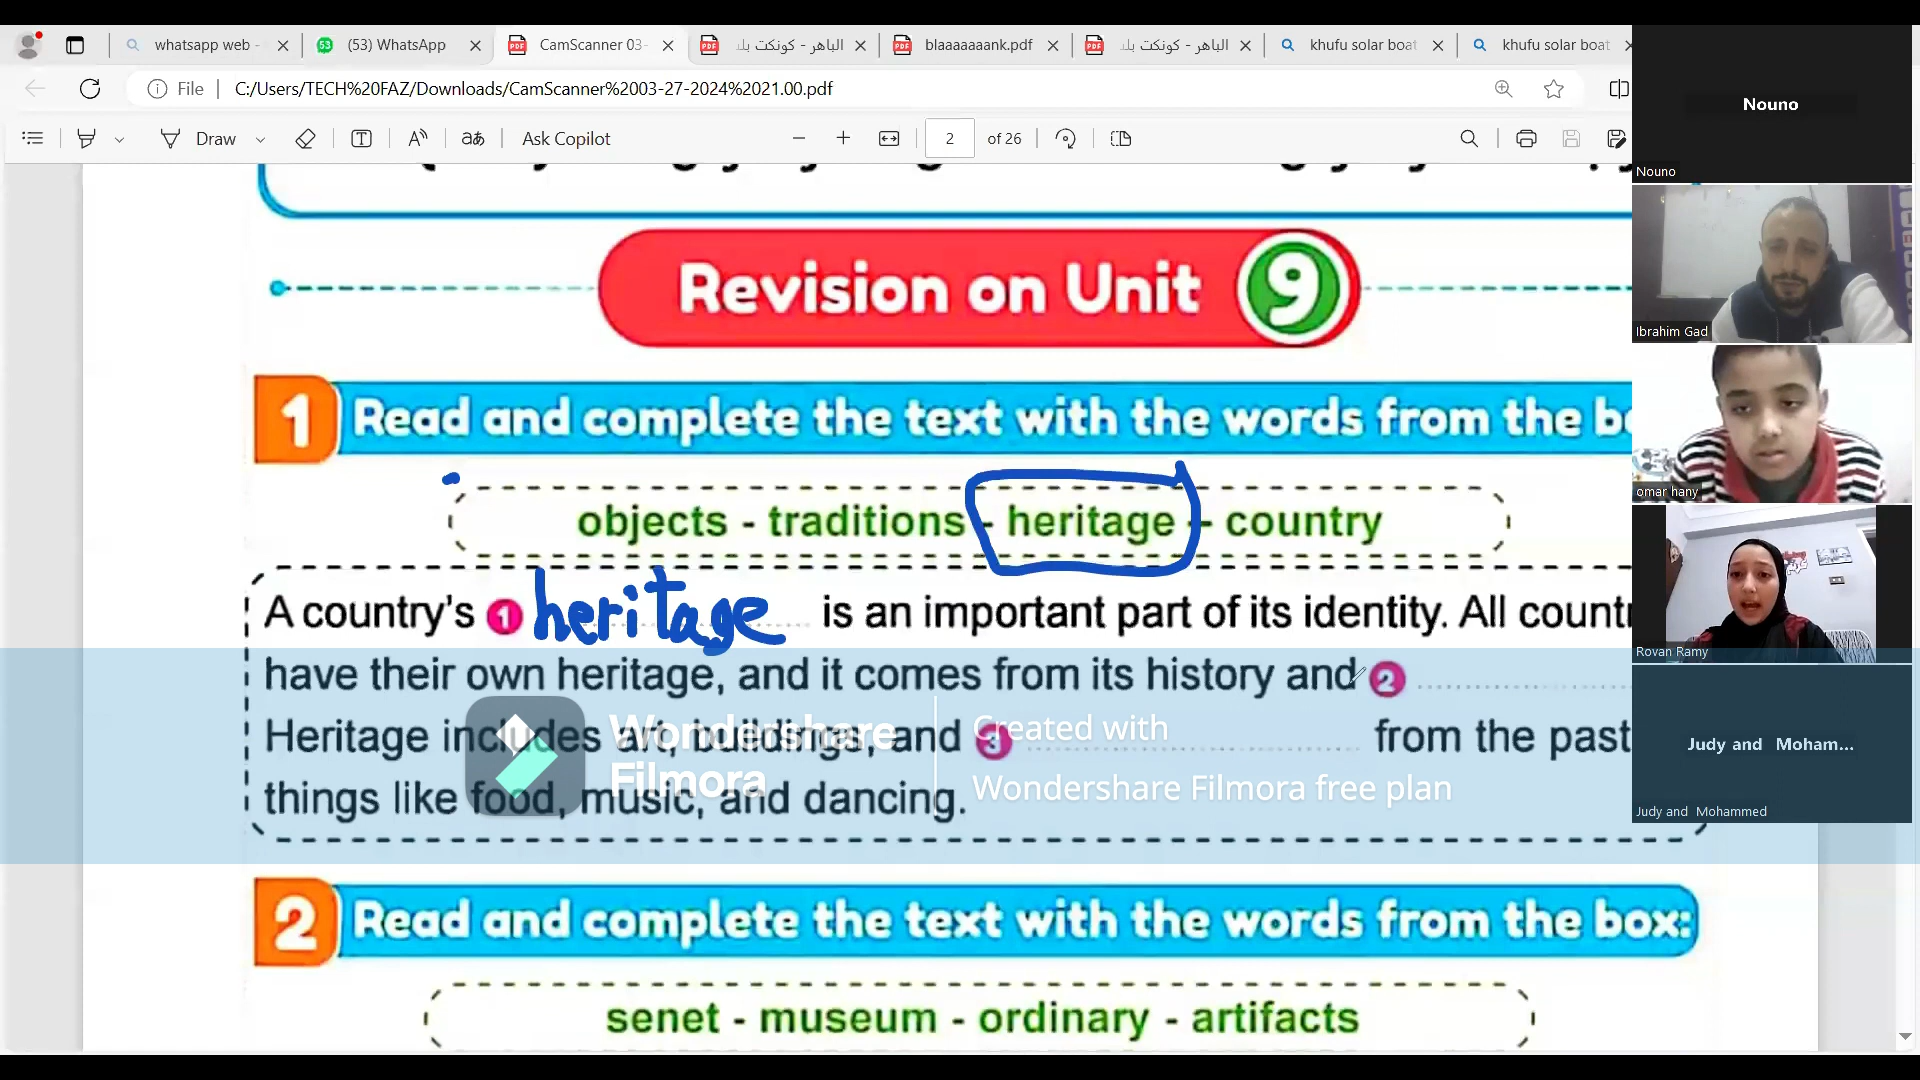 whatsapp web -
(53) WhatsApp
CamScanner 03-
الباهر - كونكت بلـ
blaaaaaaank.pdf
الباهر - كونكت بلـ
khufu solar boat
khufu solar boat
File
C:/Users/TECH%20FAZ/Downloads/CamScanner%2003-27-2024%2021.00.pdf
Draw
Ask Copilot
2 of 26
Revision on Unit 9
1 Read and complete the text with the words from the bo
objects - traditions - heritage - country
A country's 1 heritage is an important part of its identity. All countr
have their own heritage, and it comes from its history and 2
Heritage includes art, buildings, and 3 from the past
things like food, music, and dancing.
Wondershare
Filmora
Created with
Wondershare Filmora free plan
2 Read and complete the text with the words from the box:
senet - museum - ordinary - artifacts
Nouno
Nouno
Ibrahim Gad
omar hany
Rovan Ramy
Judy and Moham...
Judy and Mohammed